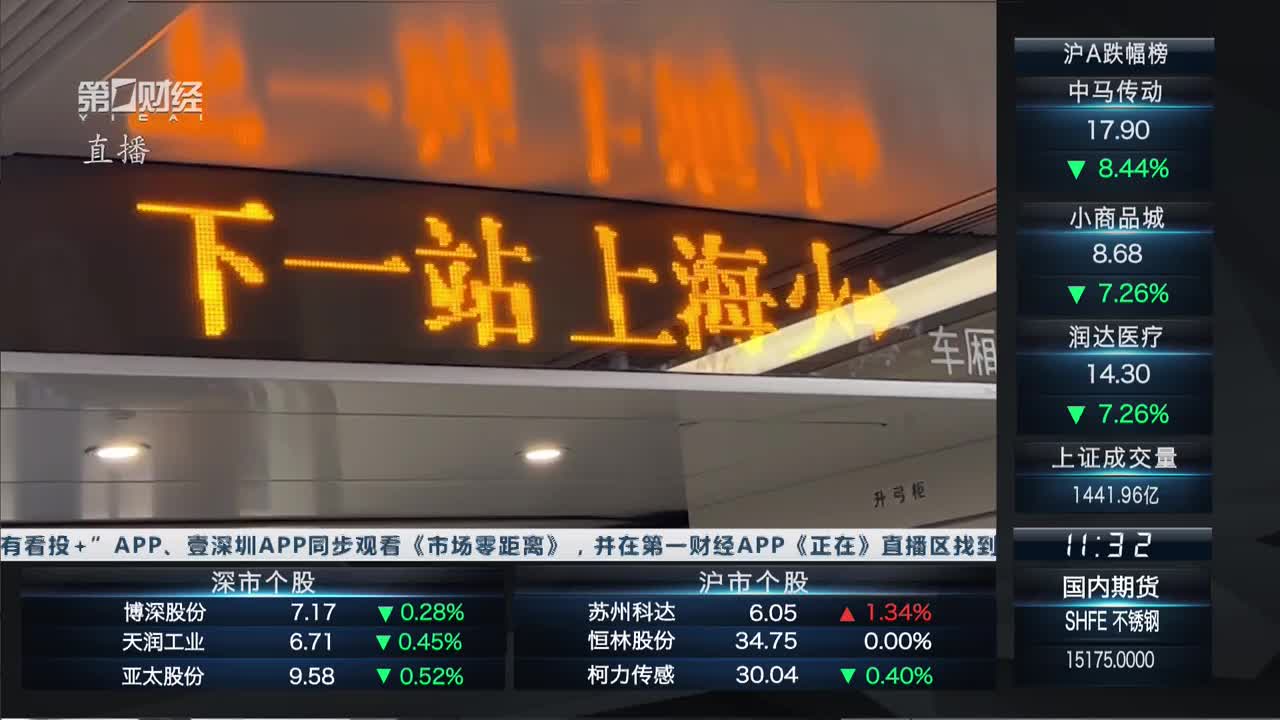 第一财经
YICAI
直播
下一站 上海火
车厢
升弓柜
有看投+”APP、壹深圳APP同步观看《市场零距离》，并在第一财经APP《正在》直播区找到
深市个股
博深股份 7.17 ▼0.28%
天润工业 6.71 ▼0.45%
亚太股份 9.58 ▼0.52%
沪市个股
苏州科达 6.05 ▲1.34%
恒林股份 34.75 0.00%
柯力传感 30.04 ▼0.40%
沪A跌幅榜
中马传动
17.90
▼ 8.44%
小商品城
8.68
▼ 7.26%
润达医疗
14.30
▼ 7.26%
上证成交量
1441.96亿
11:32
国内期货
SHFE 不锈钢
15175.0000